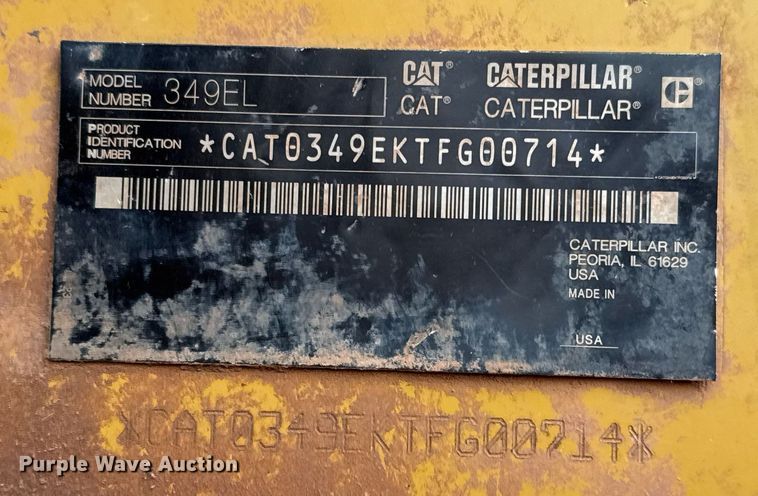 MODEL NUMBER 349EL
CAT® CATERPILLAR®
CAT® CATERPILLAR®
PRODUCT IDENTIFICATION NUMBER *CAT0349EKTFG00714*
CATERPILLAR INC.
PEORIA, IL 61629
USA
MADE IN
USA
*CAT0349EKTFG00714*
Purple Wave Auction